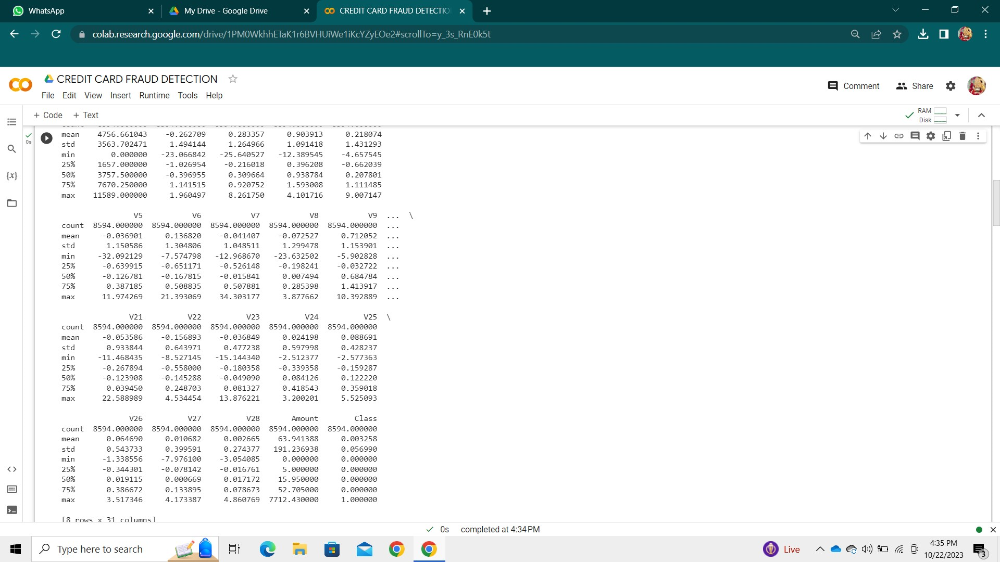 WhatsApp
My Drive - Google Drive
CREDIT CARD FRAUD DETECTIO
colab.research.google.com/drive/1PM0WkhhETaK1r6BVHUiWe1iKcYZyEOe2#scrollTo=y_3s_RnE0k5t
CREDIT CARD FRAUD DETECTION
Comment Share
File Edit View Insert Runtime Tools Help
+ Code + Text
RAM
Disk
0s
mean 4756.661043 -0.262709 0.283357 0.903913 0.218074
std 3563.702471 1.494144 1.264966 1.091418 1.431293
min 0.000000 -23.066842 -25.640527 -12.389545 -4.657545
25% 1657.000000 -1.026954 -0.216018 0.396208 -0.662039
50% 3757.500000 -0.396955 0.309664 0.938784 0.207801
75% 7670.250000 1.141515 0.920752 1.593008 1.111485
max 11589.000000 1.960497 8.261750 4.101716 9.007147
V5 V6 V7 V8 V9 ... \
count 8594.000000 8594.000000 8594.000000 8594.000000 8594.000000 ...
mean -0.036901 0.136820 -0.041407 -0.072527 0.712052 ...
std 1.150586 1.304806 1.048511 1.299478 1.153901 ...
min -32.092129 -7.574798 -12.968670 -23.632502 -5.902828 ...
25% -0.639915 -0.651171 -0.526148 -0.198241 -0.032722 ...
50% -0.126781 -0.167815 -0.015841 0.007494 0.684784 ...
75% 0.387185 0.508835 0.507881 0.285398 1.413917 ...
max 11.974269 21.393069 34.303177 3.877662 10.392889 ...
V21 V22 V23 V24 V25 \
count 8594.000000 8594.000000 8594.000000 8594.000000 8594.000000
mean -0.053586 -0.156893 -0.036849 0.024198 0.088691
std 0.933844 0.643971 0.477238 0.597998 0.428237
min -11.468435 -8.527145 -15.144340 -2.512377 -2.577363
25% -0.267894 -0.558000 -0.180358 -0.339358 -0.159287
50% -0.123908 -0.145288 -0.049090 0.084126 0.122220
75% 0.039450 0.248703 0.081327 0.418543 0.359018
max 22.588989 4.534454 13.876221 3.200201 5.525093
V26 V27 V28 Amount Class
count 8594.000000 8594.000000 8594.000000 8594.000000 8594.000000
mean 0.064690 0.010682 0.002665 63.941388 0.003258
std 0.543733 0.399591 0.274377 191.236938 0.056990
min -1.338556 -7.976100 -3.054085 0.000000 0.000000
25% -0.344301 -0.078142 -0.016761 5.000000 0.000000
50% 0.019115 0.000669 0.017172 15.950000 0.000000
75% 0.386672 0.133895 0.078673 52.705000 0.000000
max 3.517346 4.173387 4.860769 7712.430000 1.000000
[8 rows x 31 columns]
0s completed at 4:34 PM
Type here to search
Live
4:35 PM
10/22/2023
3